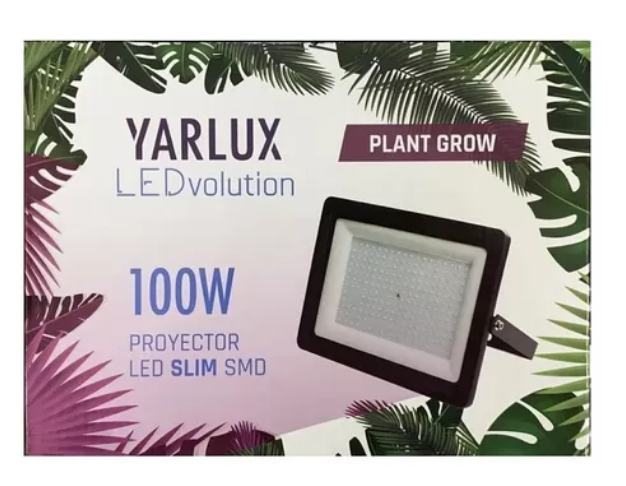 YARLUX
LEDvolution
PLANT GROW
100W
PROYECTOR
LED SLIM SMD